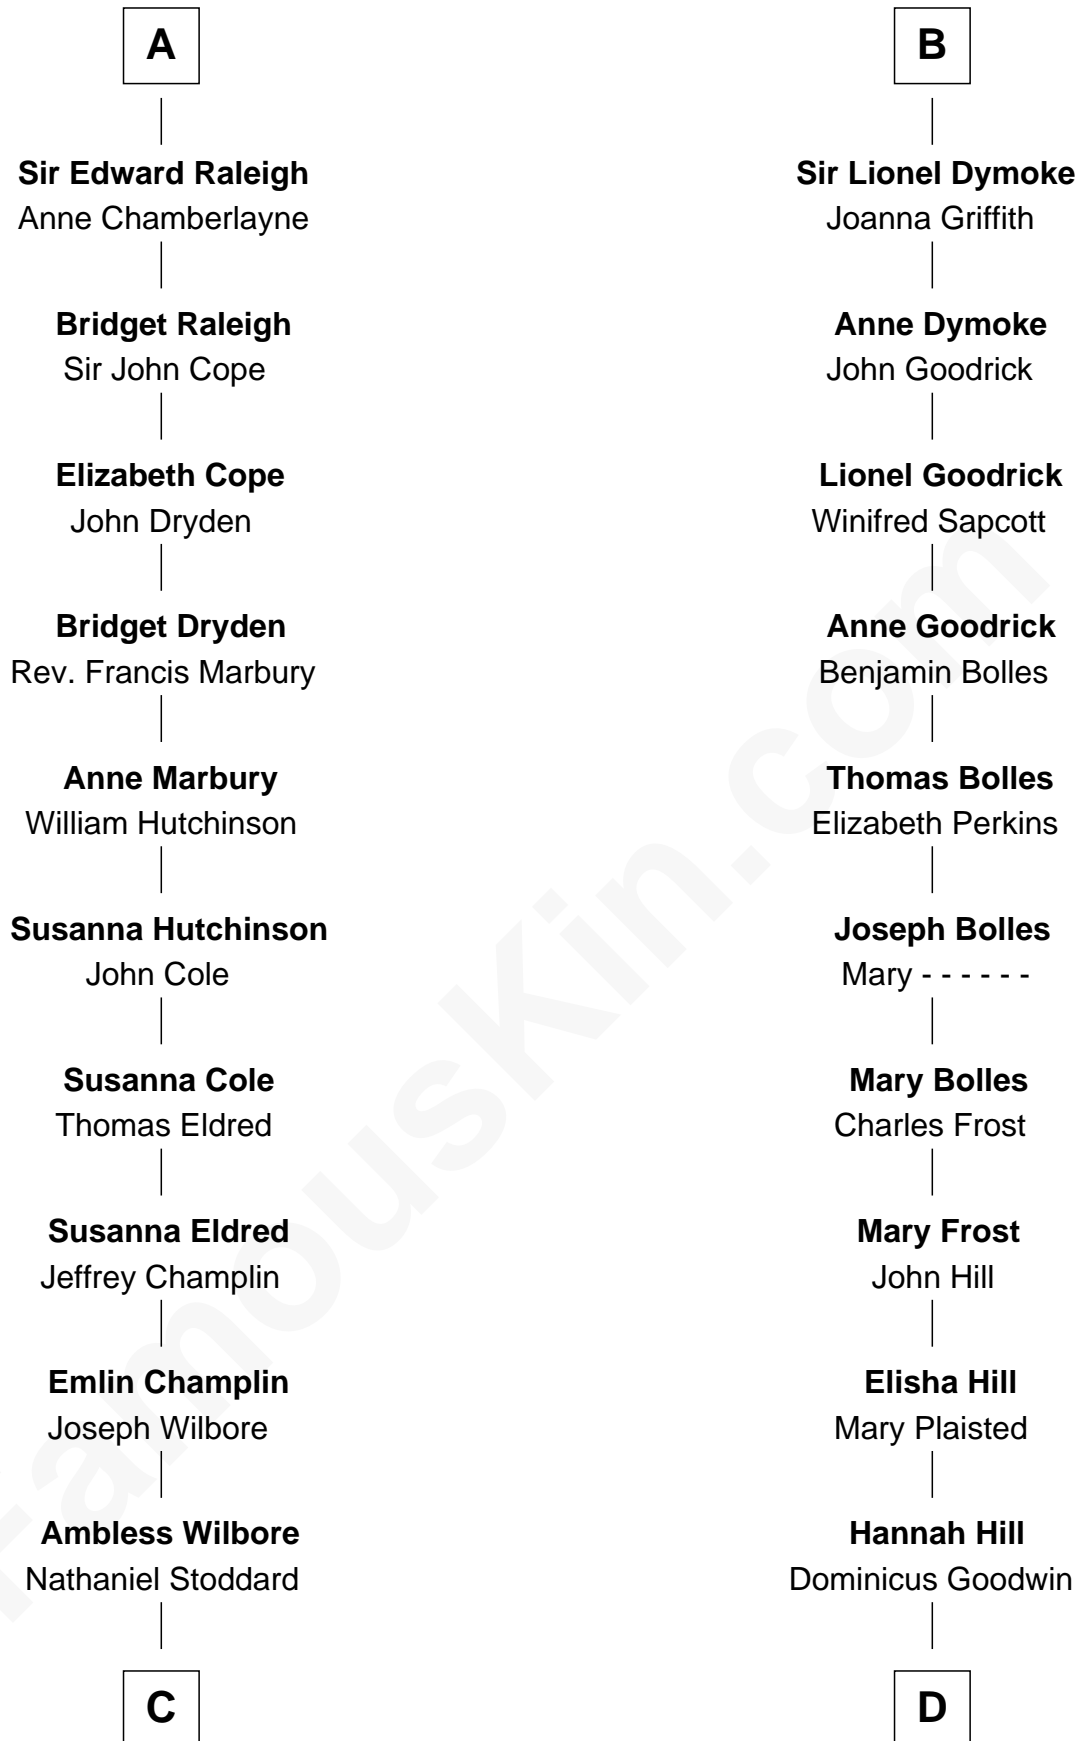 A
Sir Edward Raleigh
Anne Chamberlayne
Bridget Raleigh
Sir John Cope
Elizabeth Cope
John Dryden
Bridget Dryden
Rev. Francis Marbury
Anne Marbury
William Hutchinson
Susanna Hutchinson
John Cole
Susanna Cole
Thomas Eldred
Susanna Eldred
Jeffrey Champlin
Emlin Champlin
Joseph Wilbore
Ambless Wilbore
Nathaniel Stoddard
C
B
Sir Lionel Dymoke
Joanna Griffith
Anne Dymoke
John Goodrick
Lionel Goodrick
Winifred Sapcott
Anne Goodrick
Benjamin Bolles
Thomas Bolles
Elizabeth Perkins
Joseph Bolles
Mary - - - - - -
Mary Bolles
Charles Frost
Mary Frost
John Hill
Elisha Hill
Mary Plaisted
Hannah Hill
Dominicus Goodwin
D
FamousKin.com